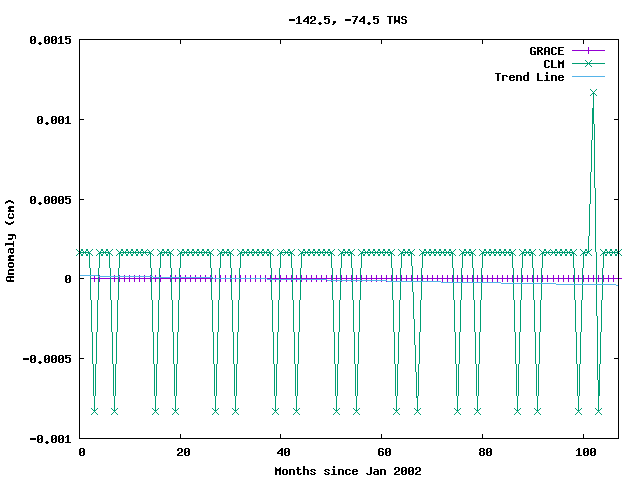 -142.5, -74.5 TWS
0.0015
0.001
0.0005
0
-0.0005
-0.001
Anomaly (cm)
GRACE
CLM
Trend Line
0 20 40 60 80 100
Months since Jan 2002